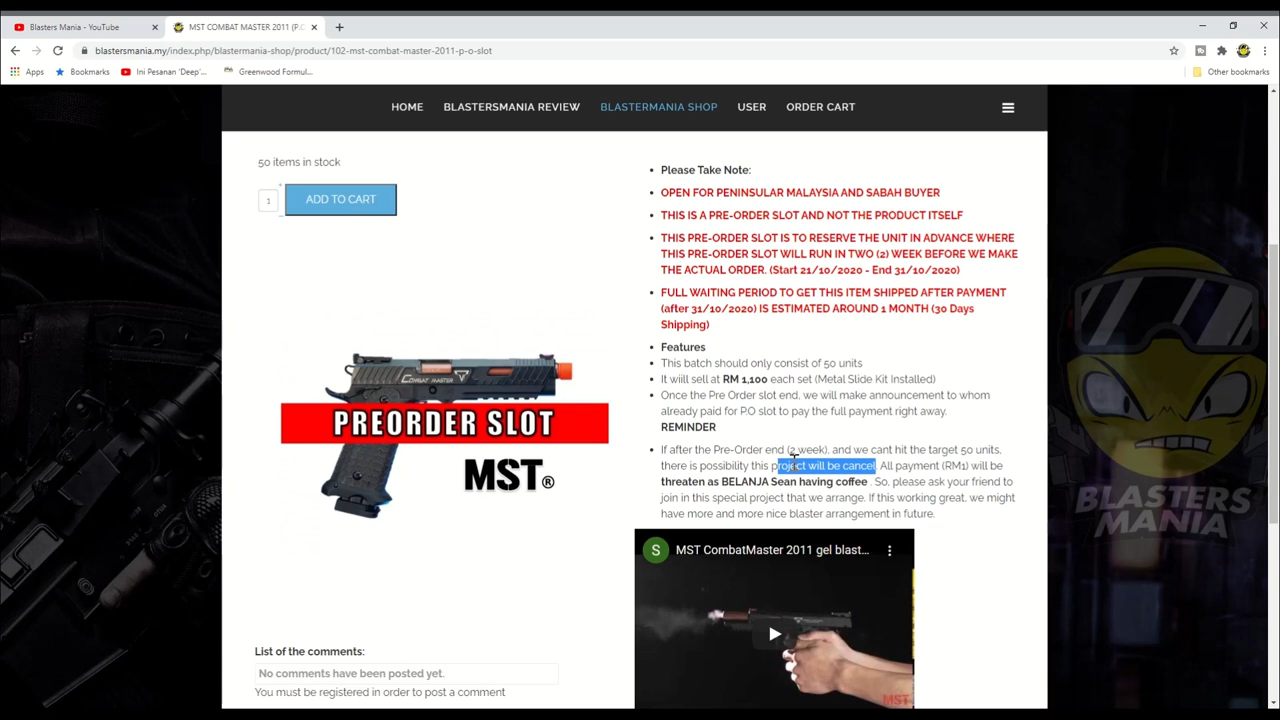 Blasters Mania - YouTube
MST COMBAT MASTER 2011 (P.O
blastersmania.my/index.php/blastermania-shop/product/102-mst-combat-master-2011-p-o-slot
Apps
Bookmarks
Ini Pesanan 'Deep'...
Greenwood Formul...
Other bookmarks
HOME
BLASTERSMANIA REVIEW
BLASTERMANIA SHOP
USER
ORDER CART
50 items in stock
1
ADD TO CART
COMBAT MASTER
PREORDER SLOT
MST®
List of the comments:
No comments have been posted yet.
You must be registered in order to post a comment
Please Take Note:
OPEN FOR PENINSULAR MALAYSIA AND SABAH BUYER
THIS IS A PRE-ORDER SLOT AND NOT THE PRODUCT ITSELF
THIS PRE-ORDER SLOT IS TO RESERVE THE UNIT IN ADVANCE WHERE
THIS PRE-ORDER SLOT WILL RUN IN TWO (2) WEEK BEFORE WE MAKE
THE ACTUAL ORDER. (Start 21/10/2020 - End 31/10/2020)
FULL WAITING PERIOD TO GET THIS ITEM SHIPPED AFTER PAYMENT
(after 31/10/2020) IS ESTIMATED AROUND 1 MONTH (30 Days
Shipping)
Features
This batch should only consist of 50 units
It wiill sell at RM 1,100 each set (Metal Slide Kit Installed)
Once the Pre Order slot end, we will make announcement to whom
already paid for P.O slot to pay the full payment right away.
REMINDER
If after the Pre-Order end (2 week), and we cant hit the target 50 units,
there is possibility this project will be cancel. All payment (RM1) will be
threaten as BELANJA Sean having coffee . So, please ask your friend to
join in this special project that we arrange. If this working great, we might
have more and more nice blaster arrangement in future.
S
MST CombatMaster 2011 gel blast...
MST
BLASTERS
MANIA